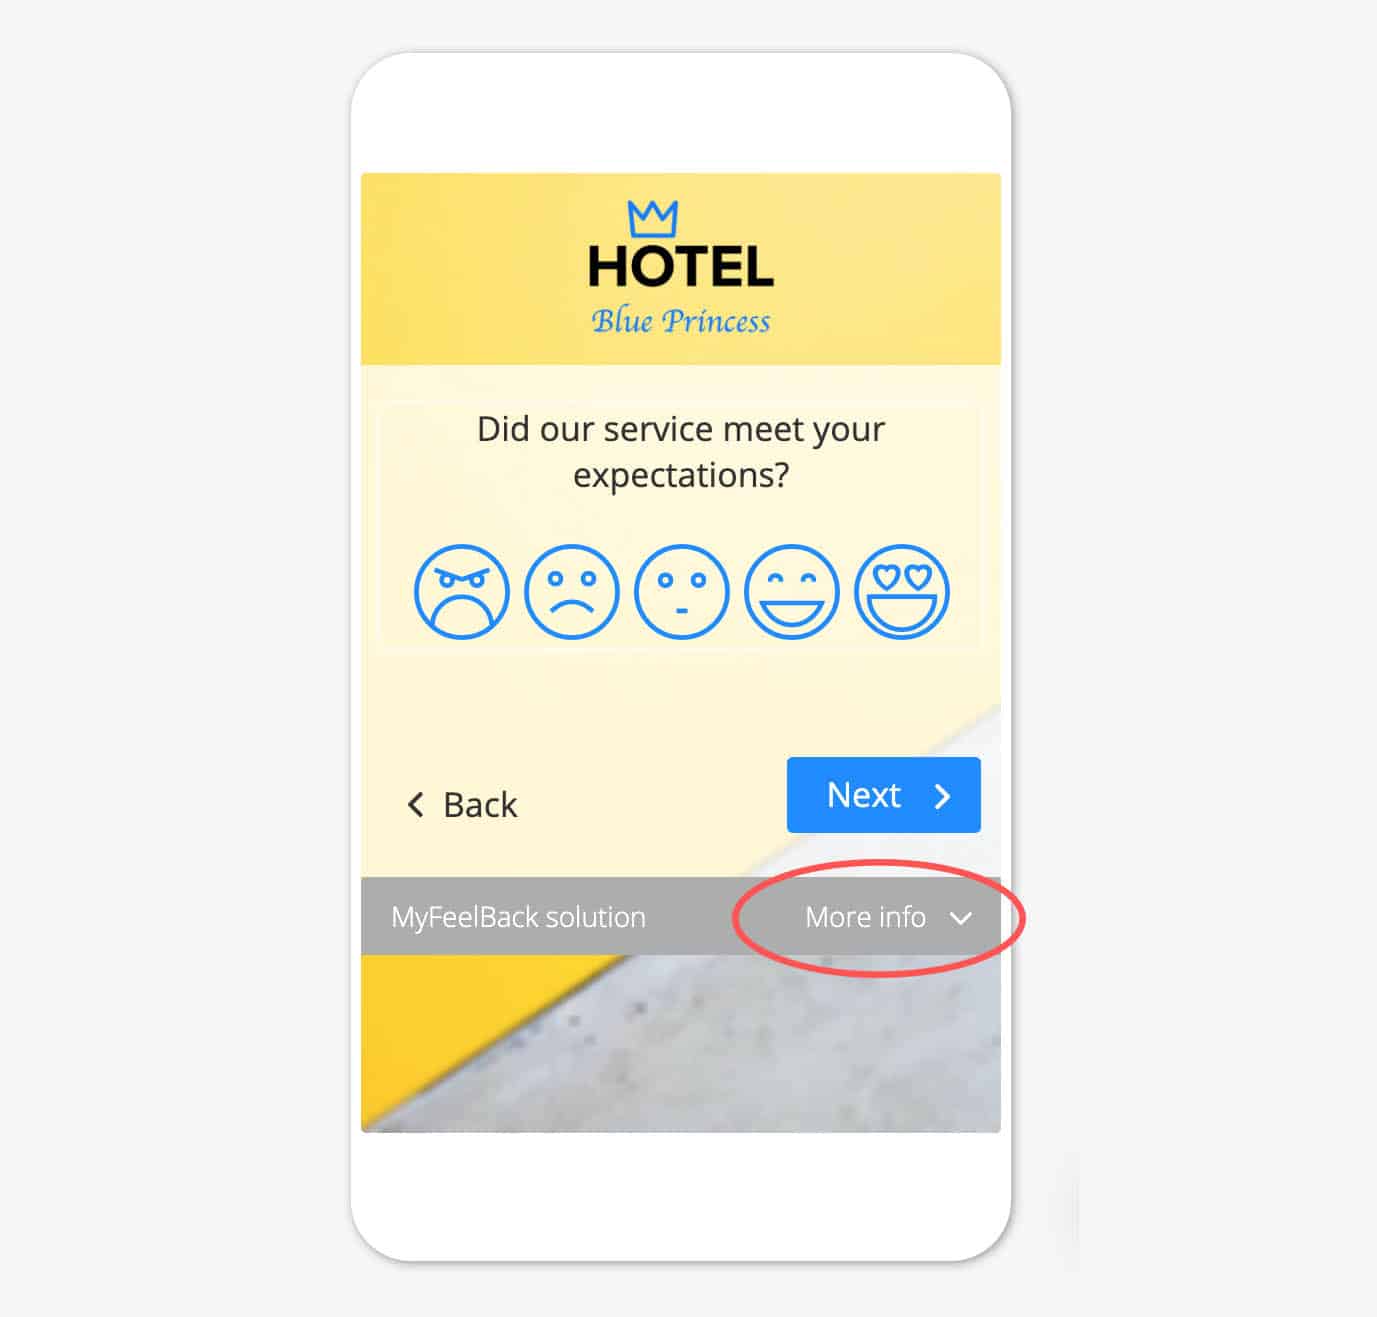 HOTEL
Blue Princess
Did our service meet your
expectations?
Back
Next
MyFeelBack solution
More info